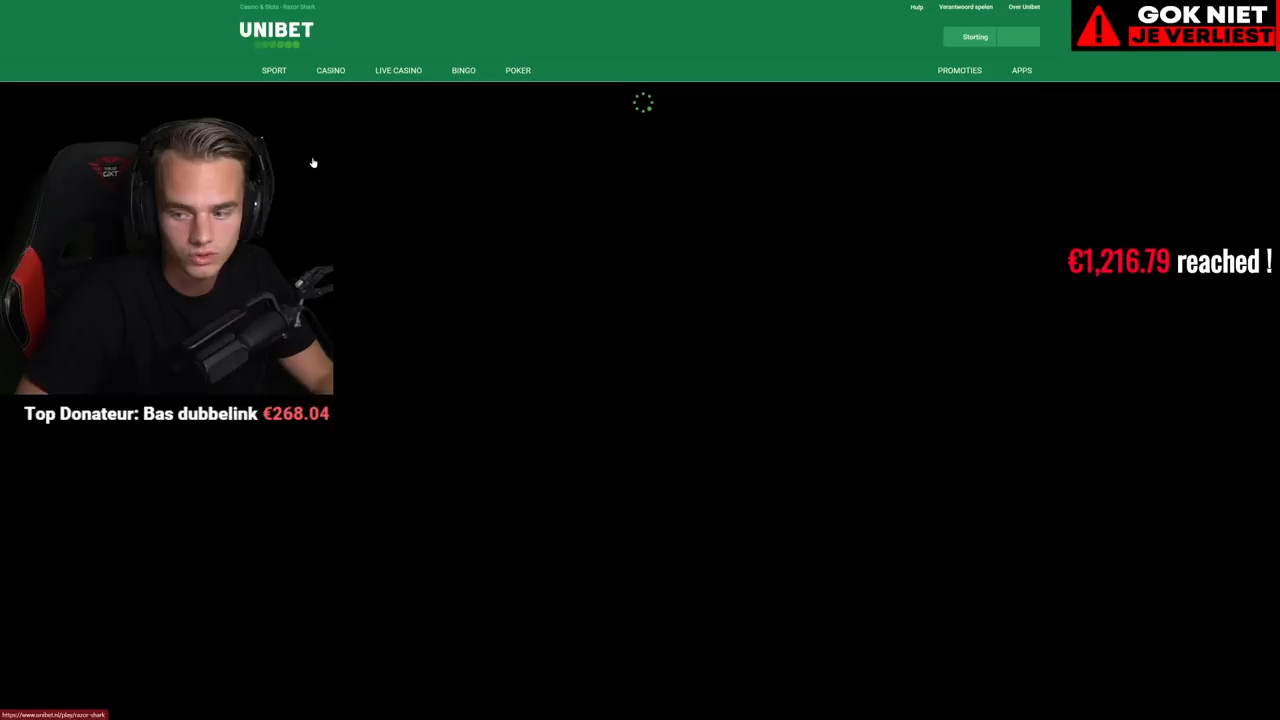 Casino & Slots - Razor Shark
Hulp
Verantwoord spelen
Over Unibet
GOK NIET
JE VERLIEST
UNIBET
Storting
SPORT
CASINO
LIVE CASINO
BINGO
POKER
PROMOTIES
APPS
€1,216.79 reached !
Top Donateur: Bas dubbelink €268.04
https://www.unibet.nl/play/razor-shark